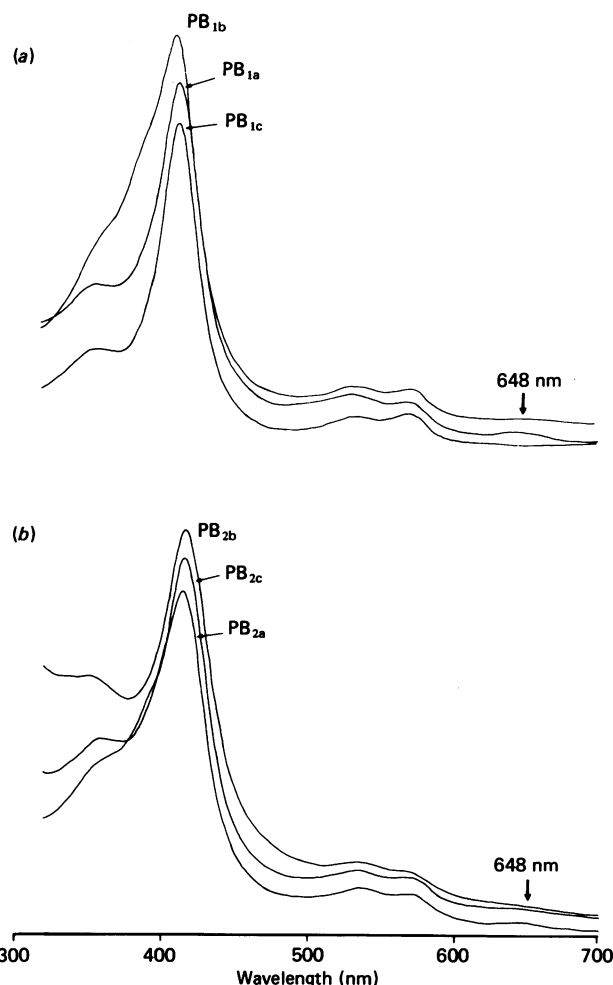 (a)
PB1b
PB1a
PB1c
648 nm
(b)
PB2b
PB2c
PB2a
648 nm
300 400 500 600 700
Wavelength (nm)